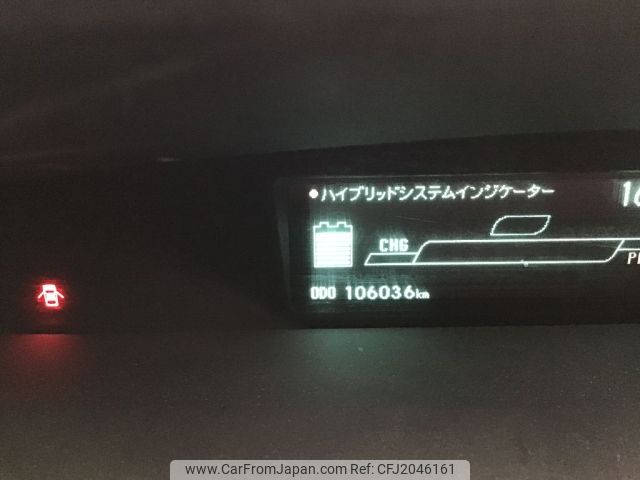 ハイブリッドシステムインジケーター
CHG
ODO 106036km
www.CarFromJapan.com Ref. CFJ2046161